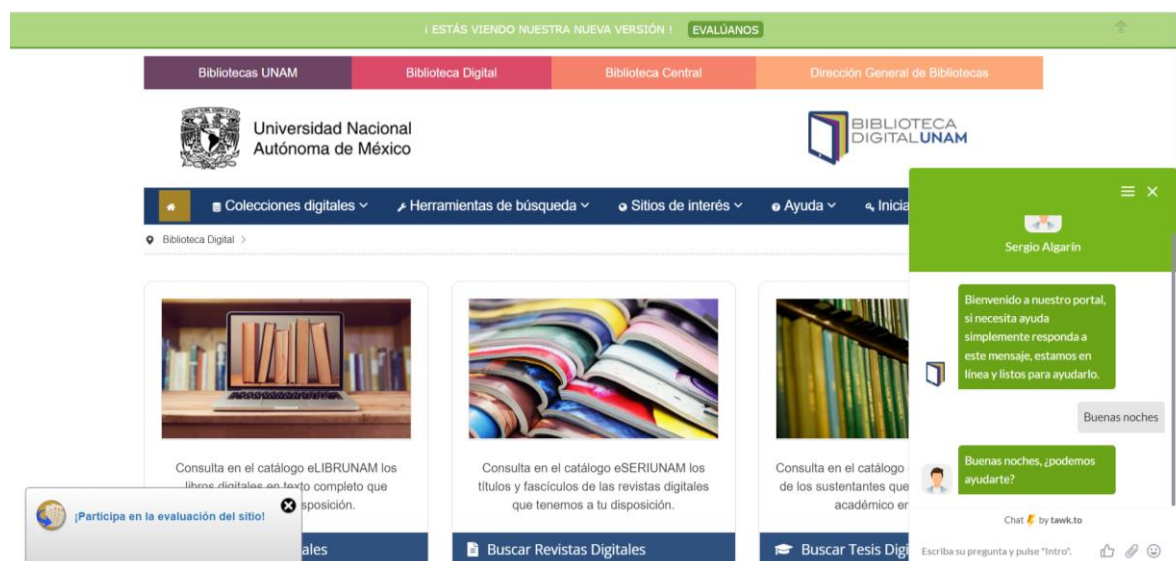 ¡ ESTÁS VIENDO NUESTRA NUEVA VERSIÓN ! EVALÚANOS
Bibliotecas UNAM
Biblioteca Digital
Biblioteca Central
Dirección General de Bibliotecas
Universidad Nacional
Autónoma de México
BIBLIOTECA
DIGITALUNAM
Colecciones digitales
Herramientas de búsqueda
Sitios de interés
Ayuda
Inicia
Biblioteca Digital >
Consulta en el catálogo eLIBRUNAM los
libros digitales en texto completo que
sposición.
ales
Consulta en el catálogo eSERIUNAM los
títulos y fascículos de las revistas digitales
que tenemos a tu disposición.
Buscar Revistas Digitales
Consulta en el catálogo
de los sustentantes que
académico en
Buscar Tesis Digi
¡Participa en la evaluación del sitio!
Sergio Algarín
Bienvenido a nuestro portal,
si necesita ayuda
simplemente responda a
este mensaje, estamos en
línea y listos para ayudarlo.
Buenas noches
Buenas noches, ¿podemos
ayudarte?
Chat by tawk.to
Escriba su pregunta y pulse "Intro".